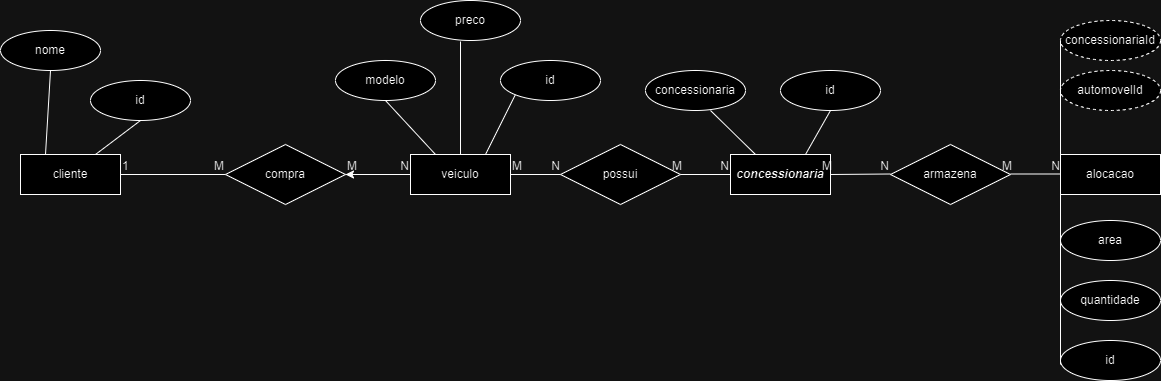 preco
concessionariaId
nome
modelo
id
concessionaria
id
automovelId
id
1
M
M
N
M
N
M
N
M
N
M
N
cliente
compra
veiculo
possui
concessionaria
armazena
alocacao
area
quantidade
id